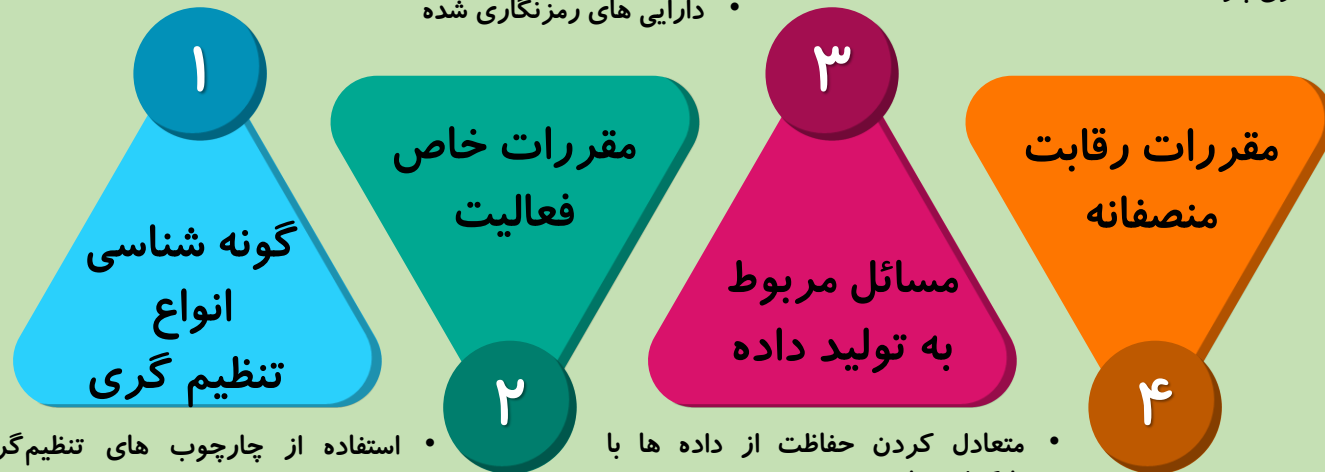 دارایی های رمزنگاری شده
۱
گونه شناسی
انواع
تنظیم گری
مقررات خاص
فعالیت
۲
۳
مسائل مربوط
به تولید داده
مقررات رقابت
منصفانه
۴
• متعادل کردن حفاظت از داده ها با
• استفاده از چارچوب های